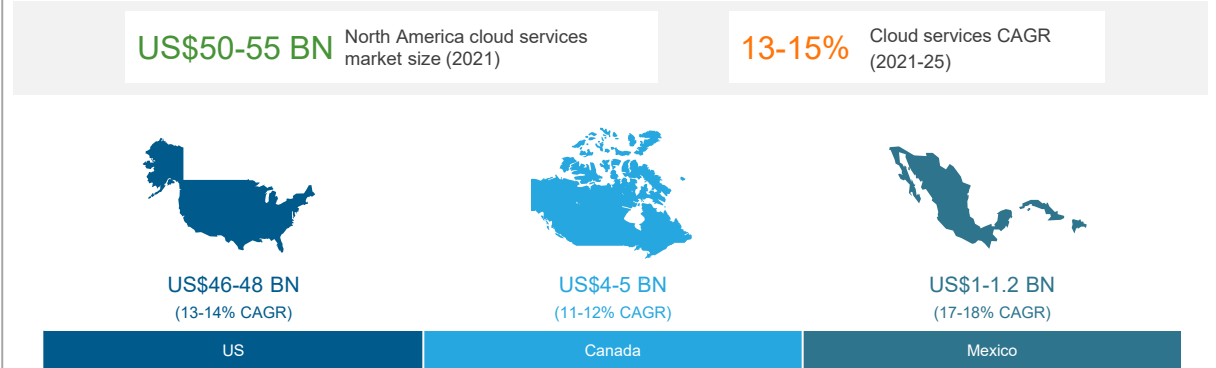 US$50-55 BN
North America cloud services
market size (2021)
13-15%
Cloud services CAGR
(2021-25)
US$46-48 BN
(13-14% CAGR)
US
US$4-5 BN
(11-12% CAGR)
Canada
US$1-1.2 BN
(17-18% CAGR)
Mexico